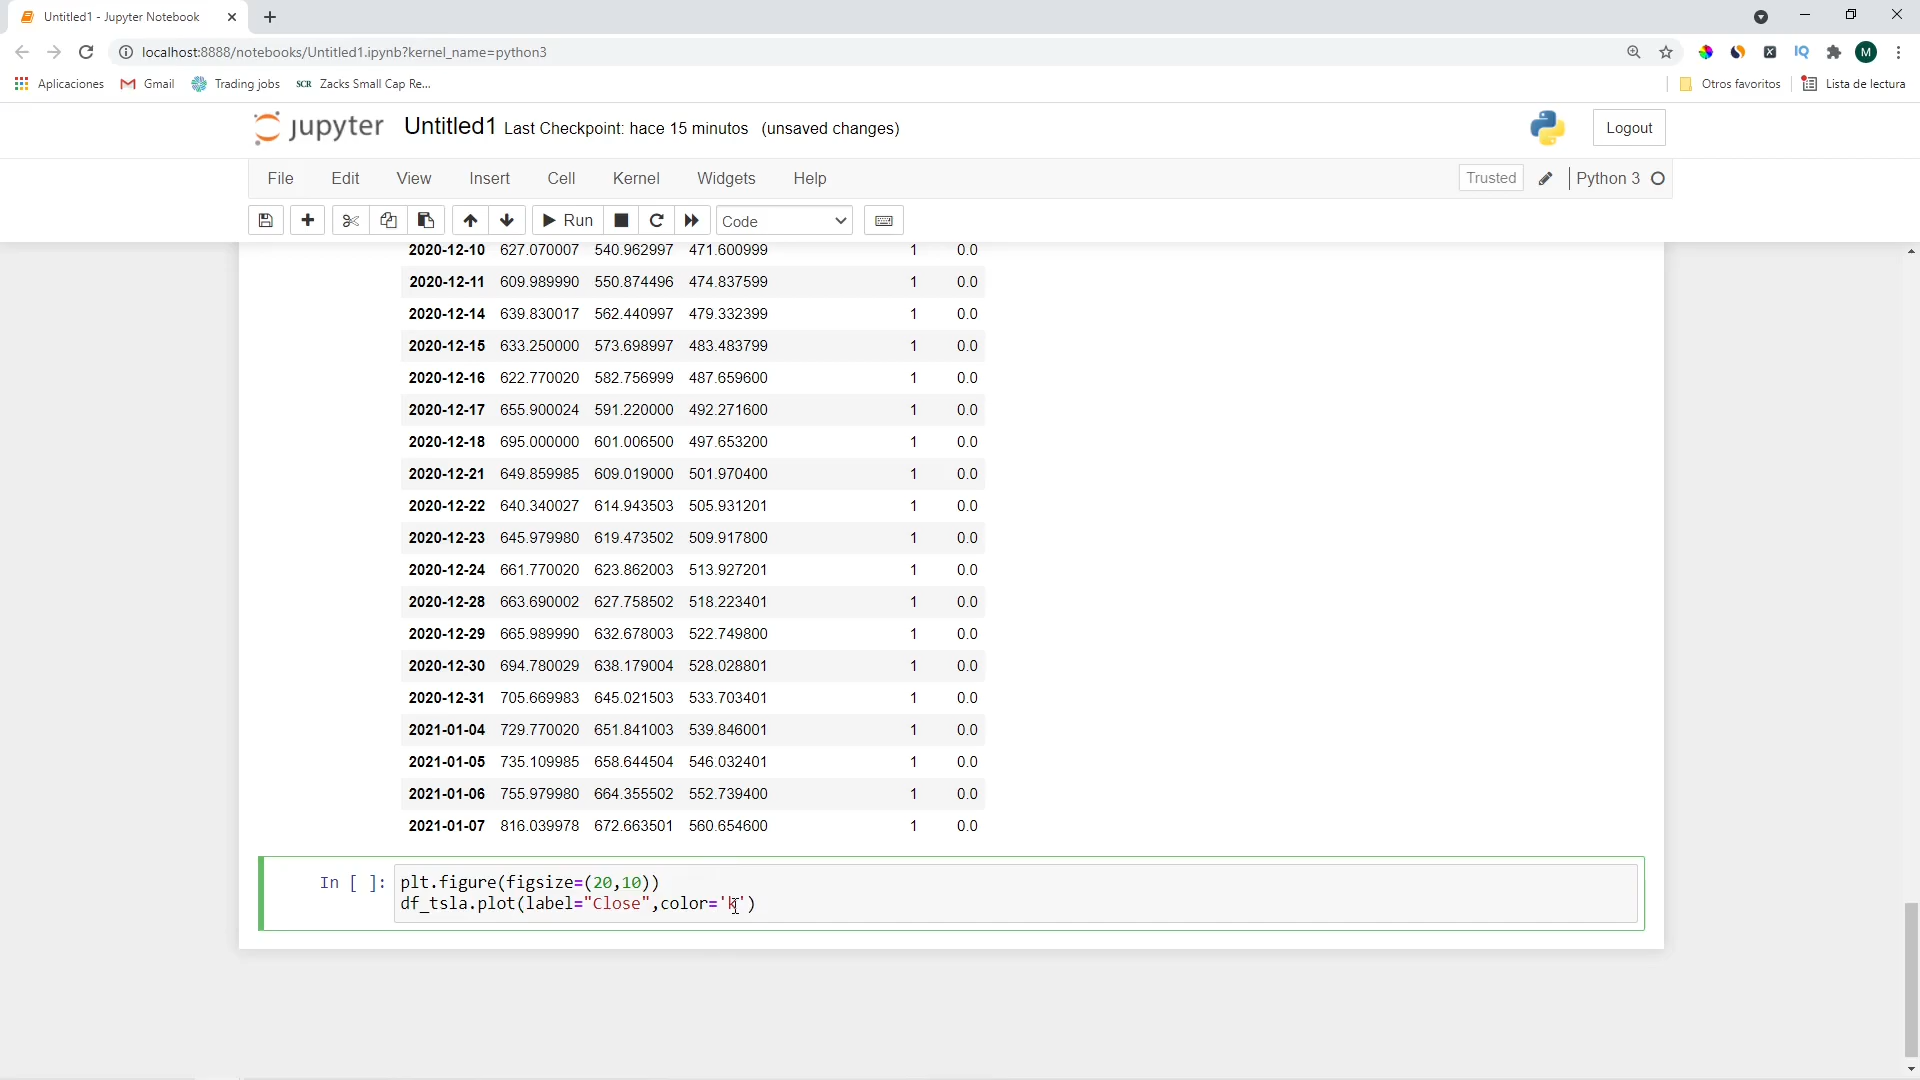 Untitled1 - Jupyter Notebook
localhost:8888/notebooks/Untitled1.ipynb?kernel_name=python3
IQ
M
Aplicaciones Gmail Trading jobs SCR Zacks Small Cap Re... Otros favoritos Lista de lectura
jupyter Untitled1 Last Checkpoint: hace 15 minutos (unsaved changes) Logout
File Edit View Insert Cell Kernel Widgets Help Trusted Python 3
Run Code
2020-12-10 627.070007 540.962997 471.600999 1 0.0
2020-12-11 609.989990 550.874496 474.837599 1 0.0
2020-12-14 639.830017 562.440997 479.332399 1 0.0
2020-12-15 633.250000 573.698997 483.483799 1 0.0
2020-12-16 622.770020 582.756999 487.659600 1 0.0
2020-12-17 655.900024 591.220000 492.271600 1 0.0
2020-12-18 695.000000 601.006500 497.653200 1 0.0
2020-12-21 649.859985 609.019000 501.970400 1 0.0
2020-12-22 640.340027 614.943503 505.931201 1 0.0
2020-12-23 645.979980 619.473502 509.917800 1 0.0
2020-12-24 661.770020 623.862003 513.927201 1 0.0
2020-12-28 663.690002 627.758502 518.223401 1 0.0
2020-12-29 665.989990 632.678003 522.749800 1 0.0
2020-12-30 694.780029 638.179004 528.028801 1 0.0
2020-12-31 705.669983 645.021503 533.703401 1 0.0
2021-01-04 729.770020 651.841003 539.846001 1 0.0
2021-01-05 735.109985 658.644504 546.032401 1 0.0
2021-01-06 755.979980 664.355502 552.739400 1 0.0
2021-01-07 816.039978 672.663501 560.654600 1 0.0
In [ ]: plt.figure(figsize=(20,10))
df_tsla.plot(label="Close",color='k')